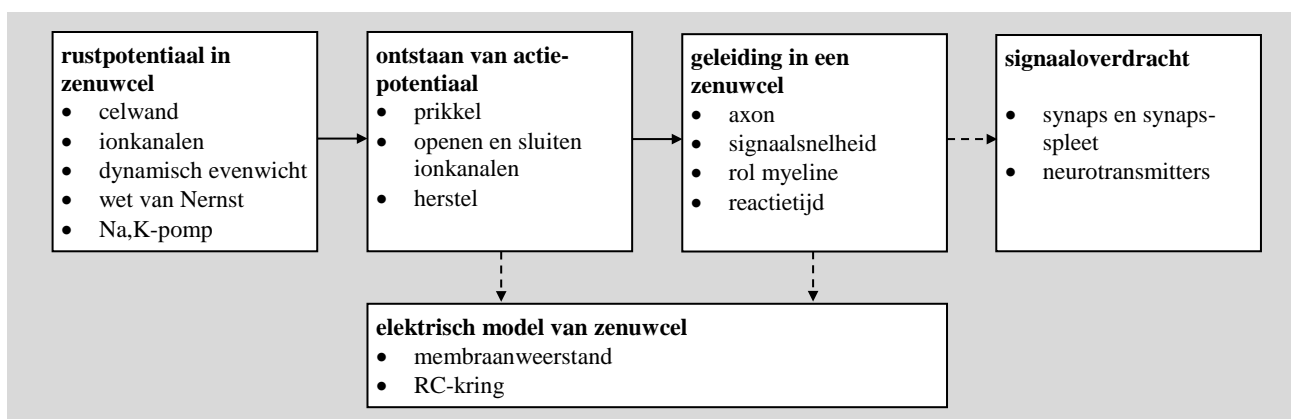 rustpotentiaal in
zenuwcel
• celwand
• ionkanalen
• dynamisch evenwicht
• wet van Nernst
• Na,K-pomp
ontstaan van actie-
potentiaal
• prikkel
• openen en sluiten
ionkanalen
• herstel
geleiding in een
zenuwcel
• axon
• signaalsnelheid
• rol myeline
• reactietijd
signaaloverdracht
• synaps en synaps-
spleet
• neurotransmitters
elektrisch model van zenuwcel
• membraanweerstand
• RC-kring